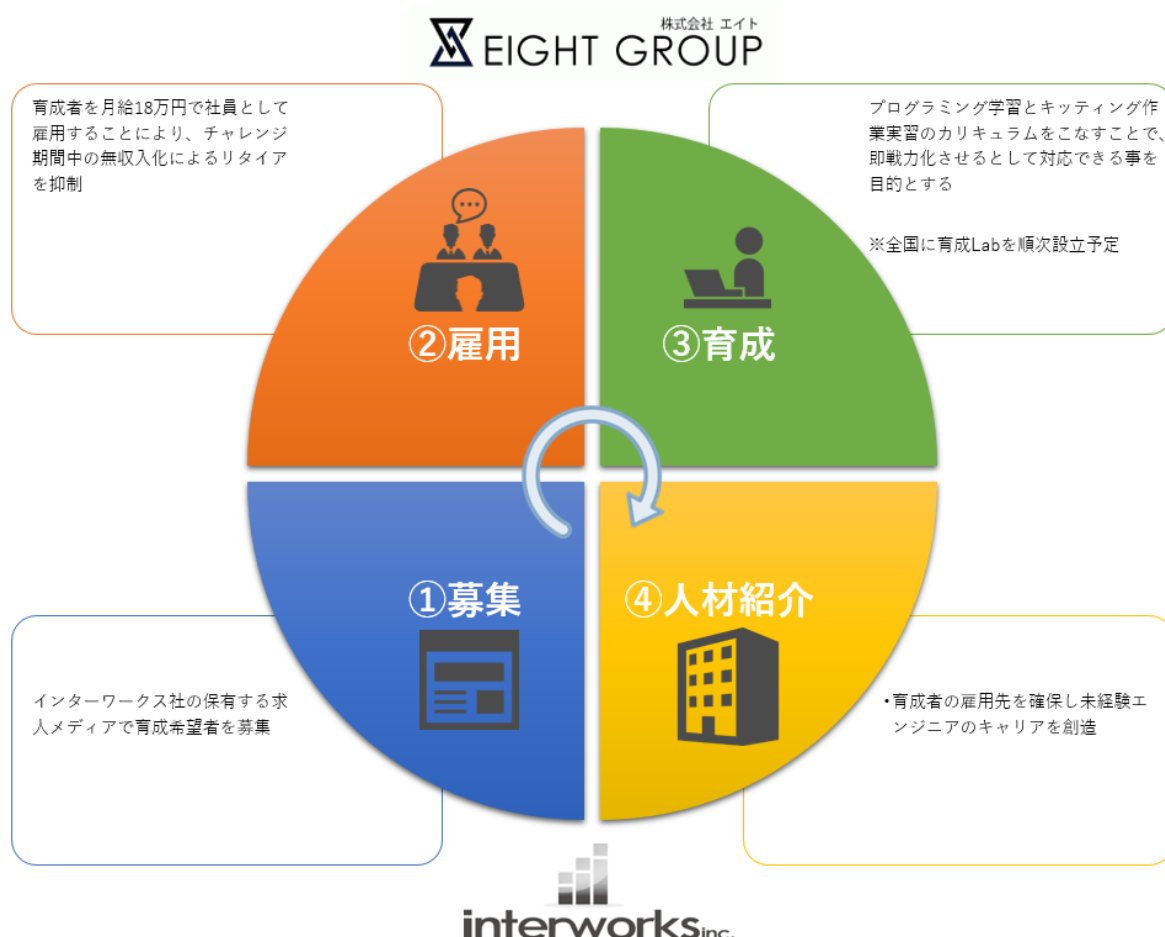 株式会社 エイト
EIGHT GROUP
育成者を月給18万円で社員として
雇用することにより、チャレンジ
期間中の無収入化によるリタイア
を抑制
プログラミング学習とキッティング作
業実習のカリキュラムをこなすことで、
即戦力化させるとして対応できる事を
目的とする
※全国に育成Labを順次設立予定
②雇用
③育成
①募集
④人材紹介
インターワークス社の保有する求
人メディアで育成希望者を募集
・育成者の雇用先を確保し未経験エ
ンジニアのキャリアを創造
interworks inc.